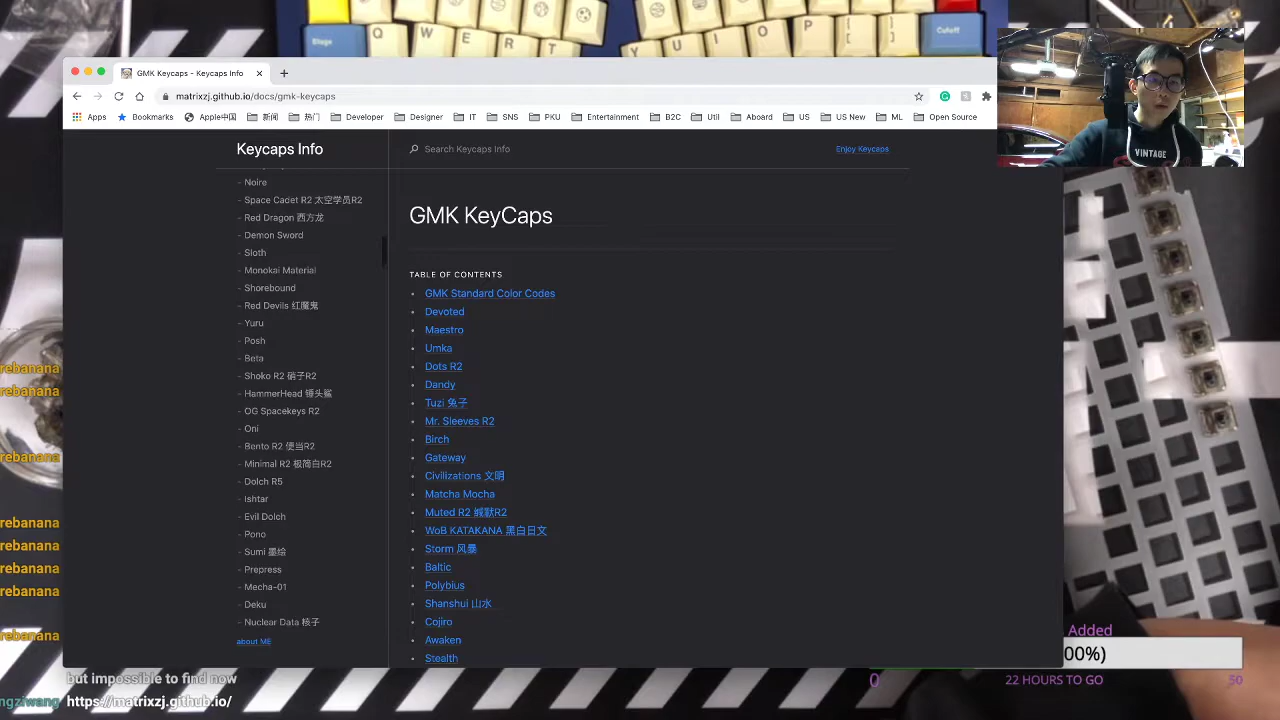 Stage
Q W E R T Y U I O P
Cutoff
GMK Keycaps - Keycaps Info
matrixzj.github.io/docs/gmk-keycaps
Apps Bookmarks Apple中国 新闻 热门 Developer Designer IT SNS PKU Entertainment B2C Util Aboard US US New ML Open Source
VINTAGE
Keycaps Info
Search Keycaps Info
Enjoy Keycaps
- Noire
- Space Cadet R2 太空学员R2
- Red Dragon 西方龙
- Demon Sword
- Sloth
- Monokai Material
- Shorebound
- Red Devils 红魔鬼
- Yuru
- Posh
- Beta
- Shoko R2 硝子R2
- HammerHead 锤头鲨
- OG Spacekeys R2
- Oni
- Bento R2 便当R2
- Minimal R2 极简白R2
- Dolch R5
- Ishtar
- Evil Dolch
- Pono
- Sumi 墨绘
- Prepress
- Mecha-01
- Deku
- Nuclear Data 核子
about ME
GMK KeyCaps
TABLE OF CONTENTS
GMK Standard Color Codes
Devoted
Maestro
Umka
Dots R2
Dandy
Tuzi 兔子
Mr. Sleeves R2
Birch
Gateway
Civilizations 文明
Matcha Mocha
Muted R2 缄默R2
WoB KATAKANA 黑白日文
Storm 风暴
Baltic
Polybius
Shanshui 山水
Cojiro
Awaken
Stealth
rebanana
rebanana
rebanana
rebanana
rebanana
rebanana
rebanana
rebanana
but impossible to find now
ngziwang https://matrixzj.github.io/
Added
00%)
0 22 HOURS TO GO 50